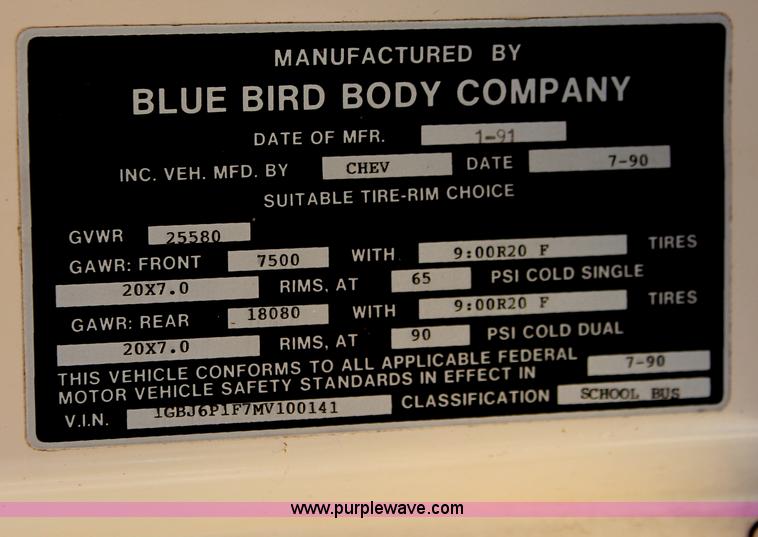 MANUFACTURED BY
BLUE BIRD BODY COMPANY
DATE OF MFR. 1-91
INC. VEH. MFD. BY CHEV DATE 7-90
SUITABLE TIRE-RIM CHOICE
GVWR 25580
GAWR: FRONT 7500 WITH 9:00R20 F TIRES
20X7.0 RIMS, AT 65 PSI COLD SINGLE
GAWR: REAR 18080 WITH 9:00R20 F TIRES
20X7.0 RIMS, AT 90 PSI COLD DUAL
THIS VEHICLE CONFORMS TO ALL APPLICABLE FEDERAL
MOTOR VEHICLE SAFETY STANDARDS IN EFFECT IN 7-90
V.I.N. 1GBJ6P1F7MV100141 CLASSIFICATION SCHOOL BUS
www.purplewave.com